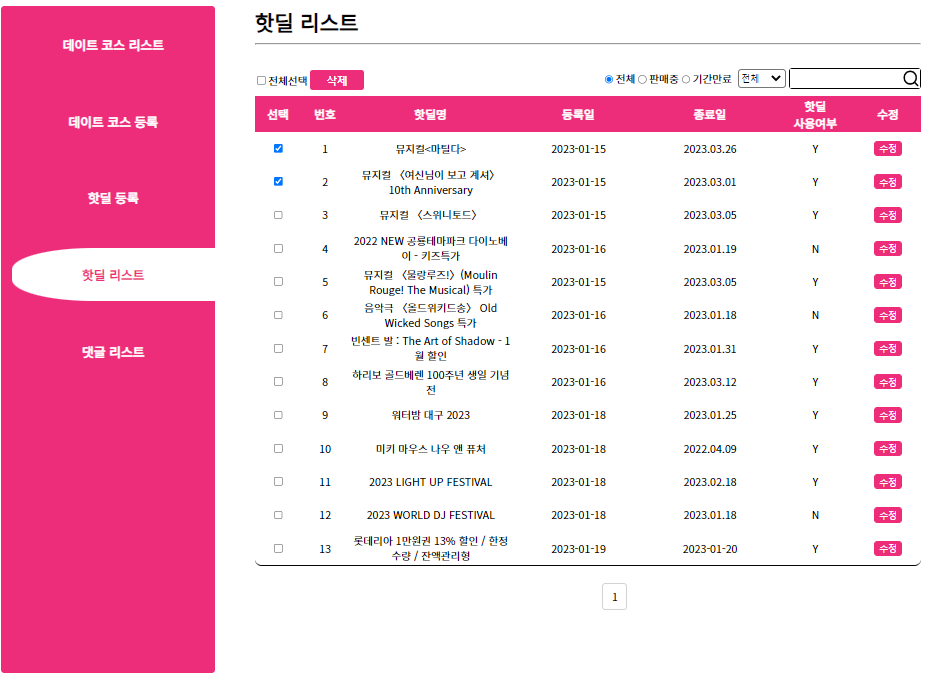 데이트 코스 리스트
데이트 코스 등록
핫딜 등록
핫딜 리스트
댓글 리스트
핫딜 리스트
전체선택 삭제 전체 판매중 기간만료 전체
선택 번호 핫딜명 등록일 종료일 핫딜 사용여부 수정
1 뮤지컬<마틸다> 2023-01-15 2023.03.26 Y 수정
2 뮤지컬 〈여신님이 보고 계셔〉 2023-01-15 2023.03.01 Y 수정
10th Anniversary
3 뮤지컬 〈스위니토드〉 2023-01-15 2023.03.05 Y 수정
4 2022 NEW 공룡테마파크 다이노베 2023-01-16 2023.01.19 N 수정
이 - 키즈특가
5 뮤지컬 〈물랑루즈!〉(Moulin 2023-01-15 2023.03.05 Y 수정
Rouge! The Musical) 특가
6 음악극 〈올드위키드송〉 Old 2023-01-16 2023.01.18 N 수정
Wicked Songs 특가
7 빈센트 발 : The Art of Shadow - 1 2023-01-16 2023.01.31 Y 수정
월 할인
8 하리보 골드베렌 100주년 생일 기념 2023-01-16 2023.03.12 Y 수정
전
9 워터밤 대구 2023 2023-01-18 2023.01.25 Y 수정
10 미키 마우스 나우 앤 퓨처 2023-01-18 2022.04.09 Y 수정
11 2023 LIGHT UP FESTIVAL 2023-01-18 2023.02.18 Y 수정
12 2023 WORLD DJ FESTIVAL 2023-01-18 2023.01.18 N 수정
13 롯데리아 1만원권 13% 할인 / 한정 2023-01-19 2023-01-20 Y 수정
수량 / 잔액관리형
1